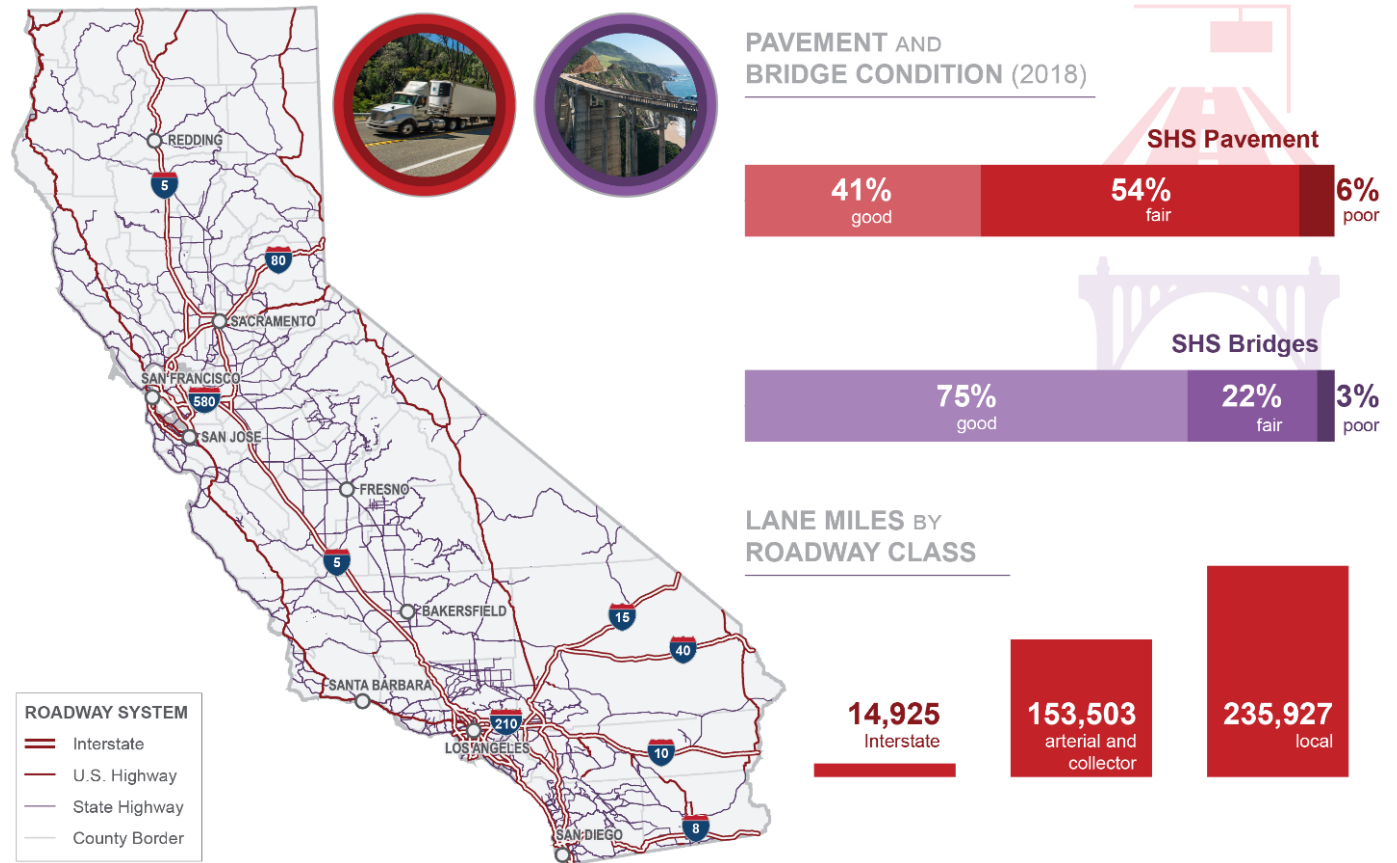 REDDING
5
80
SACRAMENTO
SAN FRANCISCO
580
SAN JOSE
FRESNO
5
BAKERSFIELD
15
40
SANTA BARBARA
210
LOS ANGELES
10
SAN DIEGO
8
ROADWAY SYSTEM
Interstate
U.S. Highway
State Highway
County Border
PAVEMENT AND
BRIDGE CONDITION (2018)
SHS Pavement
41%
good
54%
fair
6%
poor
SHS Bridges
75%
good
22%
fair
3%
poor
LANE MILES BY
ROADWAY CLASS
14,925
Interstate
153,503
arterial and
collector
235,927
local